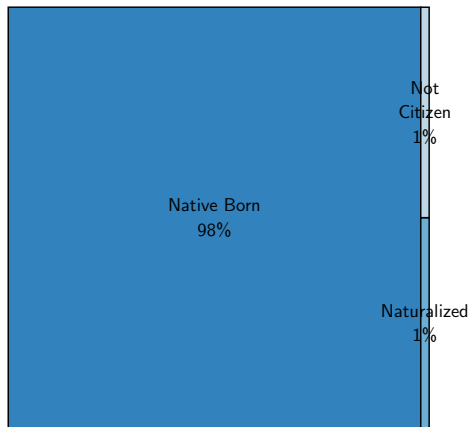 Not
Citizen
1%
Native Born
98%
Naturalized
1%